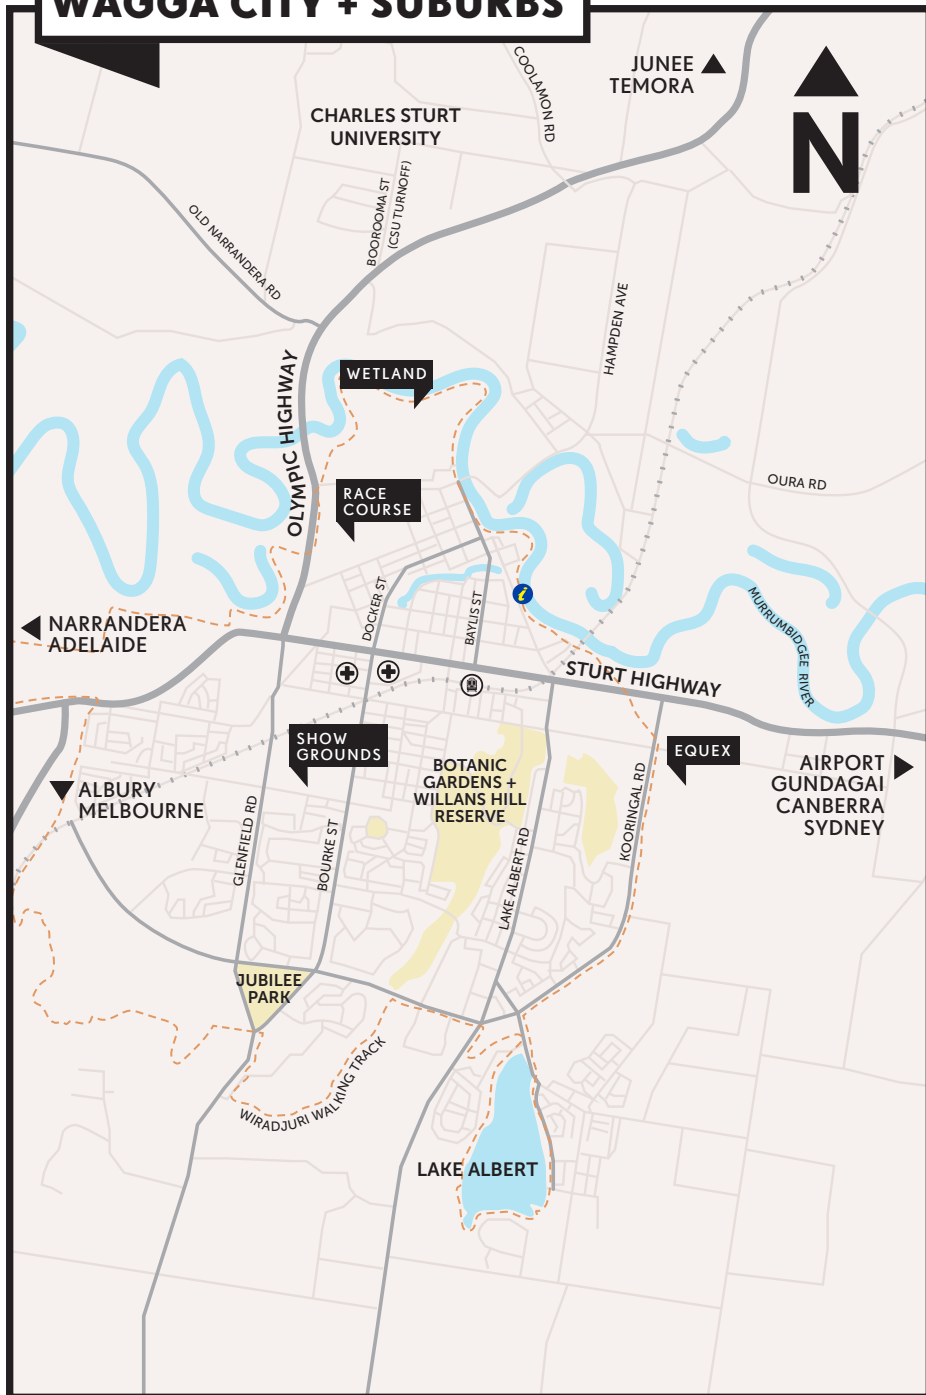 WAGGA CITY + SUBURBS
JUNEE
TEMORA
COOLAMON RD
N
CHARLES STURT
UNIVERSITY
BOOROOMA ST
(CSU TURNOFF)
OLD NARRANDERA RD
HAMPDEN AVE
OLYMPIC HIGHWAY
WETLAND
OURA RD
RACE
COURSE
DOCKER ST
BAYLIS ST
i
MURRUMBIDGEE RIVER
NARRANDERA
ADELAIDE
STURT HIGHWAY
SHOW
GROUNDS
EQUEX
BOTANIC
GARDENS +
WILLANS HILL
RESERVE
AIRPORT
GUNDAGAI
CANBERRA
SYDNEY
ALBURY
MELBOURNE
GLENFIELD RD
BOURKE ST
LAKE ALBERT RD
KOORINGAL RD
JUBILEE
PARK
WIRADJURI WALKING TRACK
LAKE ALBERT